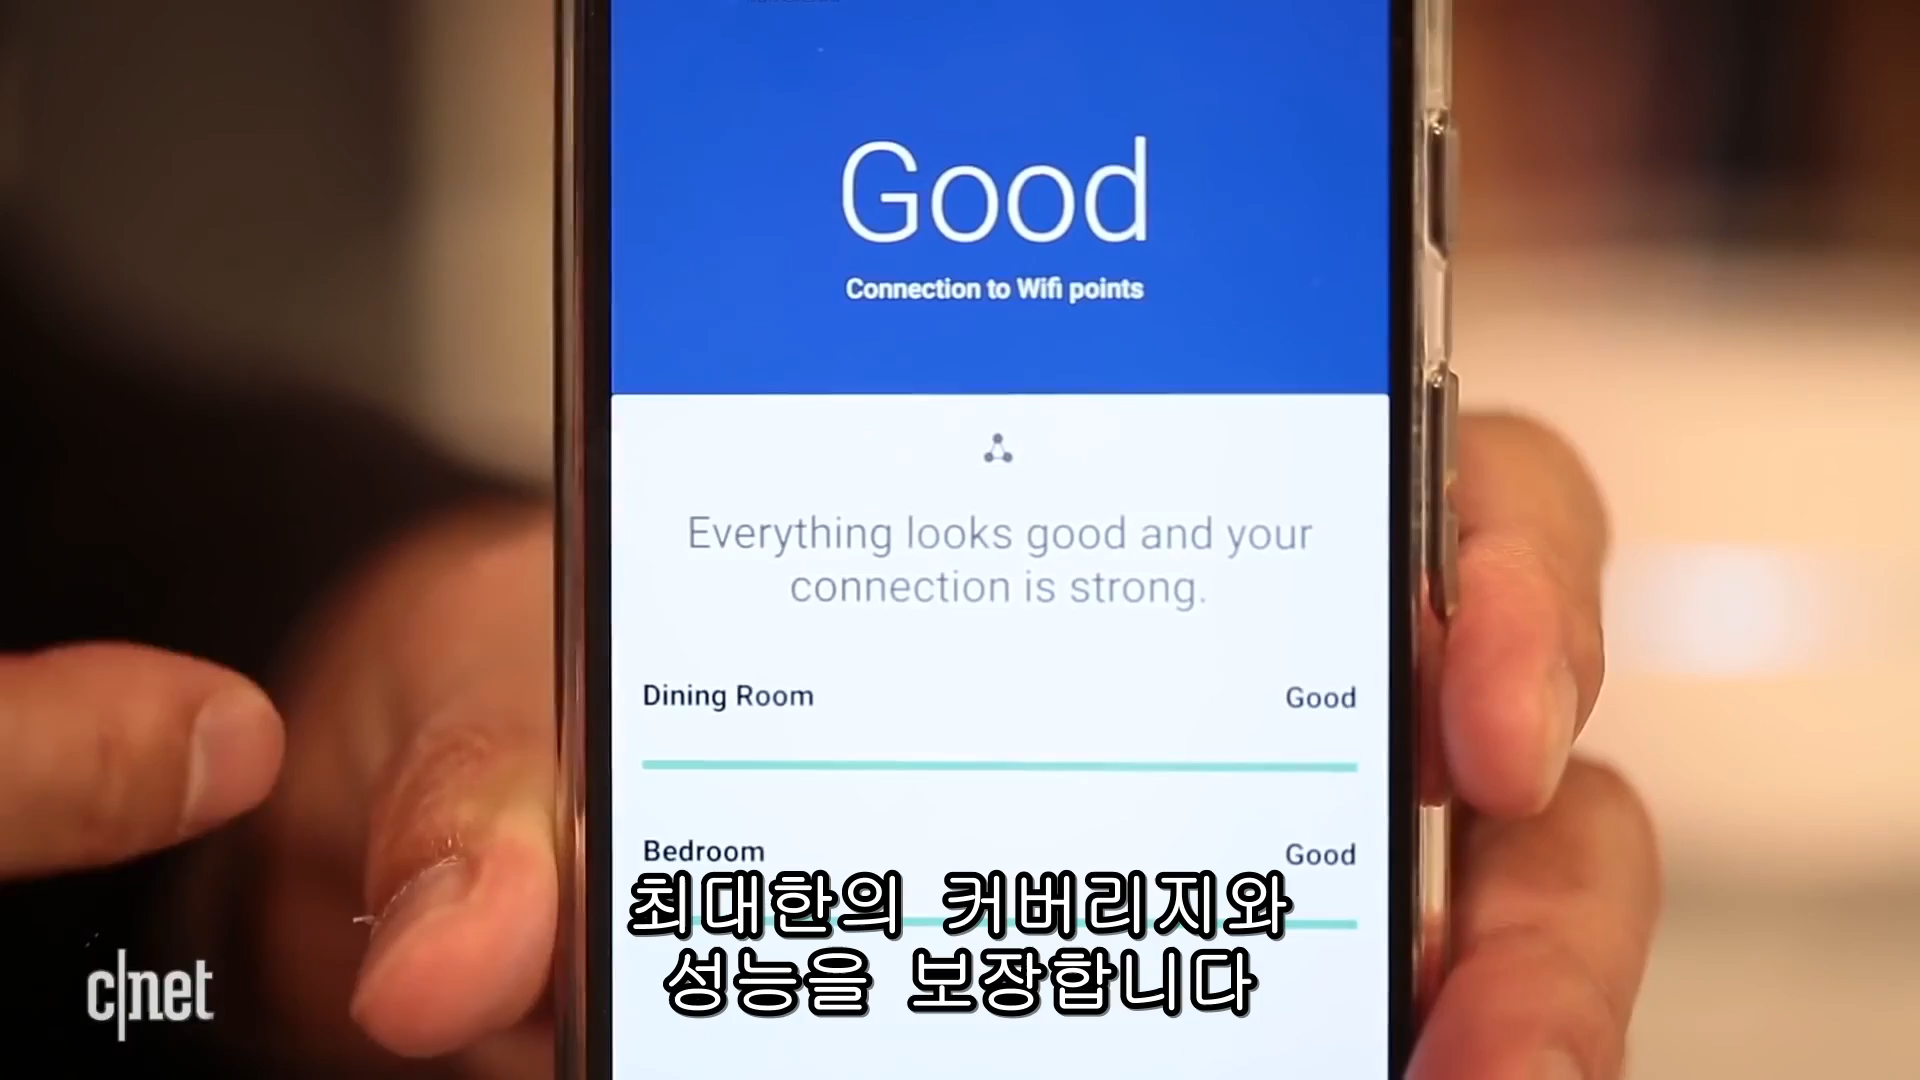 Good
Connection to Wifi points
Everything looks good and your
connection is strong.
Dining Room Good
Bedroom Good
최대한의 커버리지와
성능을 보장합니다
c|net